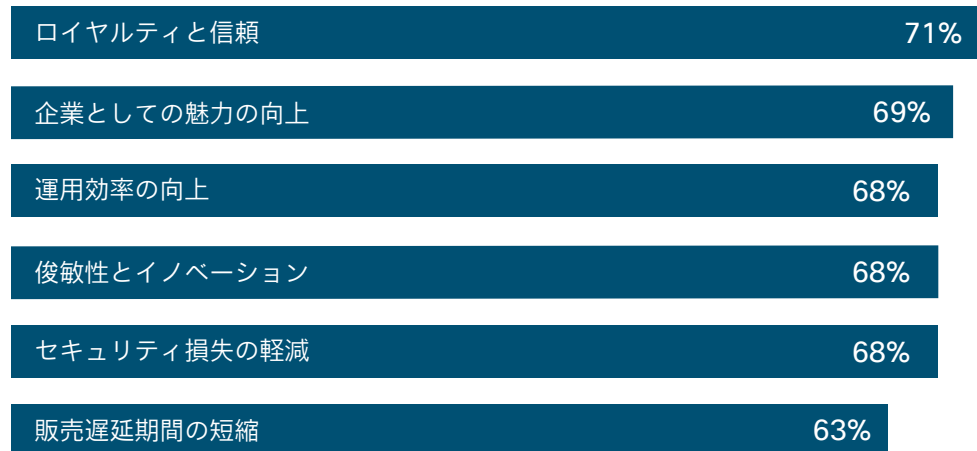 ロイヤルティと信頼 71%
企業としての魅力の向上 69%
運用効率の向上 68%
俊敏性とイノベーション 68%
セキュリティ損失の軽減 68%
販売遅延期間の短縮 63%